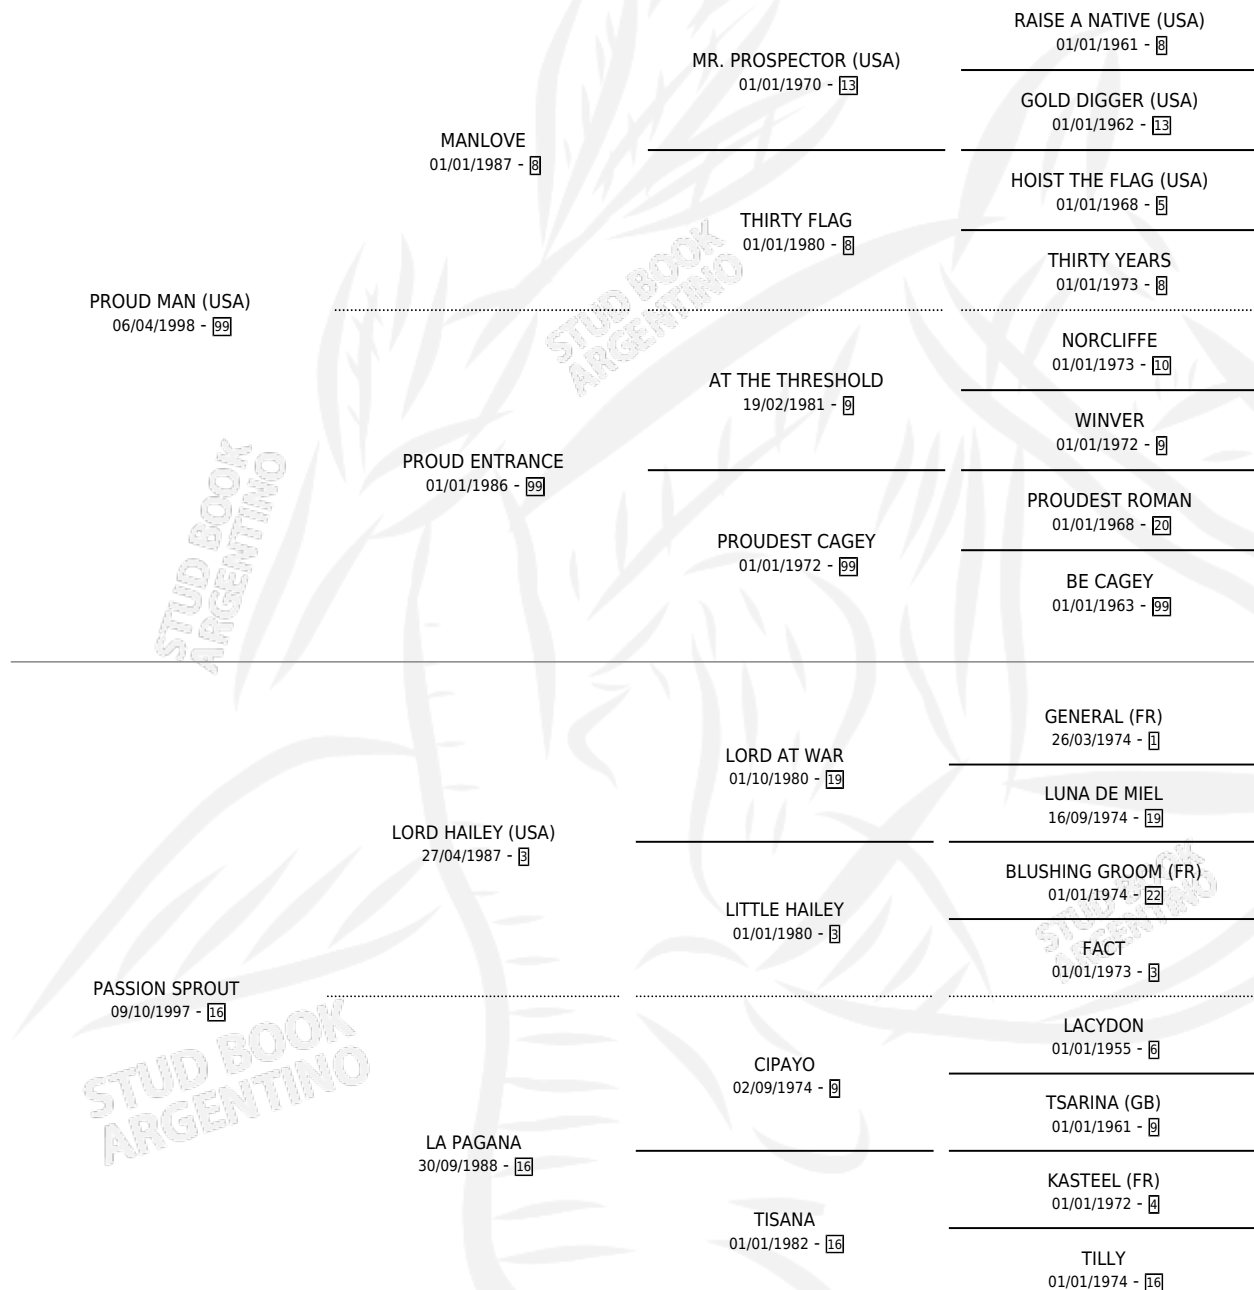 RAISE A NATIVE (USA)
01/01/1961 - 8
MR. PROSPECTOR (USA)
01/01/1970 - 13
GOLD DIGGER (USA)
01/01/1962 - 13
MANLOVE
01/01/1987 - 8
HOIST THE FLAG (USA)
01/01/1968 - 5
THIRTY FLAG
01/01/1980 - 8
THIRTY YEARS
01/01/1973 - 8
PROUD MAN (USA)
06/04/1998 - 99
NORCLIFFE
01/01/1973 - 10
AT THE THRESHOLD
19/02/1981 - 9
WINVER
01/01/1972 - 9
PROUD ENTRANCE
01/01/1986 - 99
PROUDEST ROMAN
01/01/1968 - 20
PROUDEST CAGEY
01/01/1972 - 99
BE CAGEY
01/01/1963 - 99
GENERAL (FR)
26/03/1974 - 1
LORD AT WAR
01/10/1980 - 19
LUNA DE MIEL
16/09/1974 - 19
LORD HAILEY (USA)
27/04/1987 - 3
BLUSHING GROOM (FR)
01/01/1974 - 22
LITTLE HAILEY
01/01/1980 - 3
FACT
01/01/1973 - 3
PASSION SPROUT
09/10/1997 - 16
LACYDON
01/01/1955 - 6
CIPAYO
02/09/1974 - 9
TSARINA (GB)
01/01/1961 - 9
LA PAGANA
30/09/1988 - 16
KASTEEL (FR)
01/01/1972 - 4
TISANA
01/01/1982 - 16
TILLY
01/01/1974 - 16
STUD BOOK
ARGENTINO
STUD BOOK
ARGENTINO
STUD BOOK
ARGENTINO
STUD BOOK
ARGENTINO